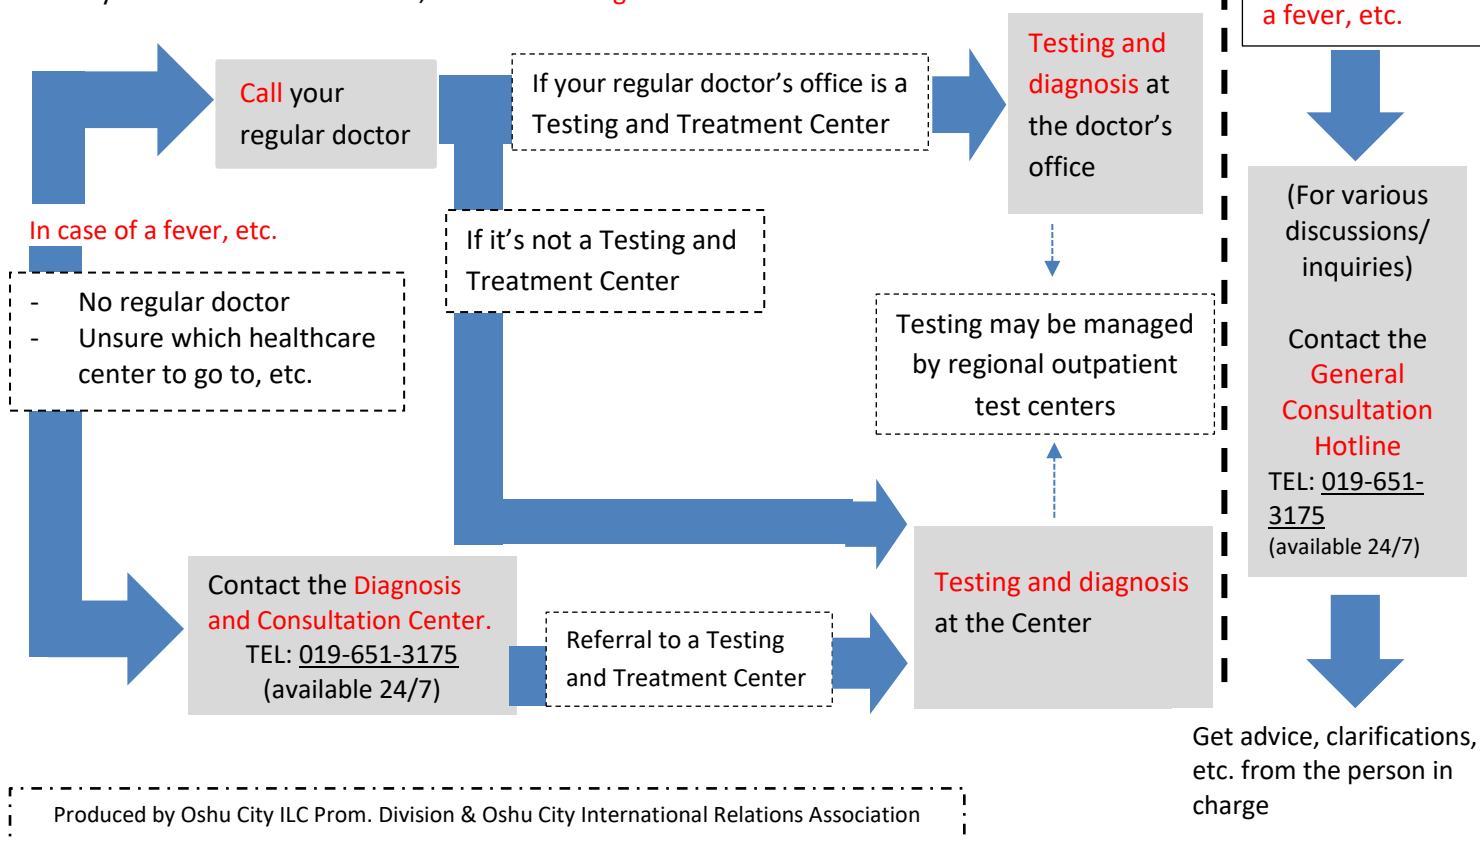 a fever, etc.
Call your
regular doctor
If your regular doctor's office is a
Testing and Treatment Center
Testing and
diagnosis at
the doctor's
office
In case of a fever, etc.
- No regular doctor
- Unsure which healthcare
center to go to, etc.
If it's not a Testing and
Treatment Center
Testing may be managed
by regional outpatient
test centers
(For various
discussions/
inquiries)
Contact the
General
Consultation
Hotline
TEL: 019-651-
3175
(available 24/7)
Contact the Diagnosis
and Consultation Center.
TEL: 019-651-3175
(available 24/7)
Referral to a Testing
and Treatment Center
Testing and diagnosis
at the Center
Get advice, clarifications,
etc. from the person in
charge
Produced by Oshu City ILC Prom. Division & Oshu City International Relations Association